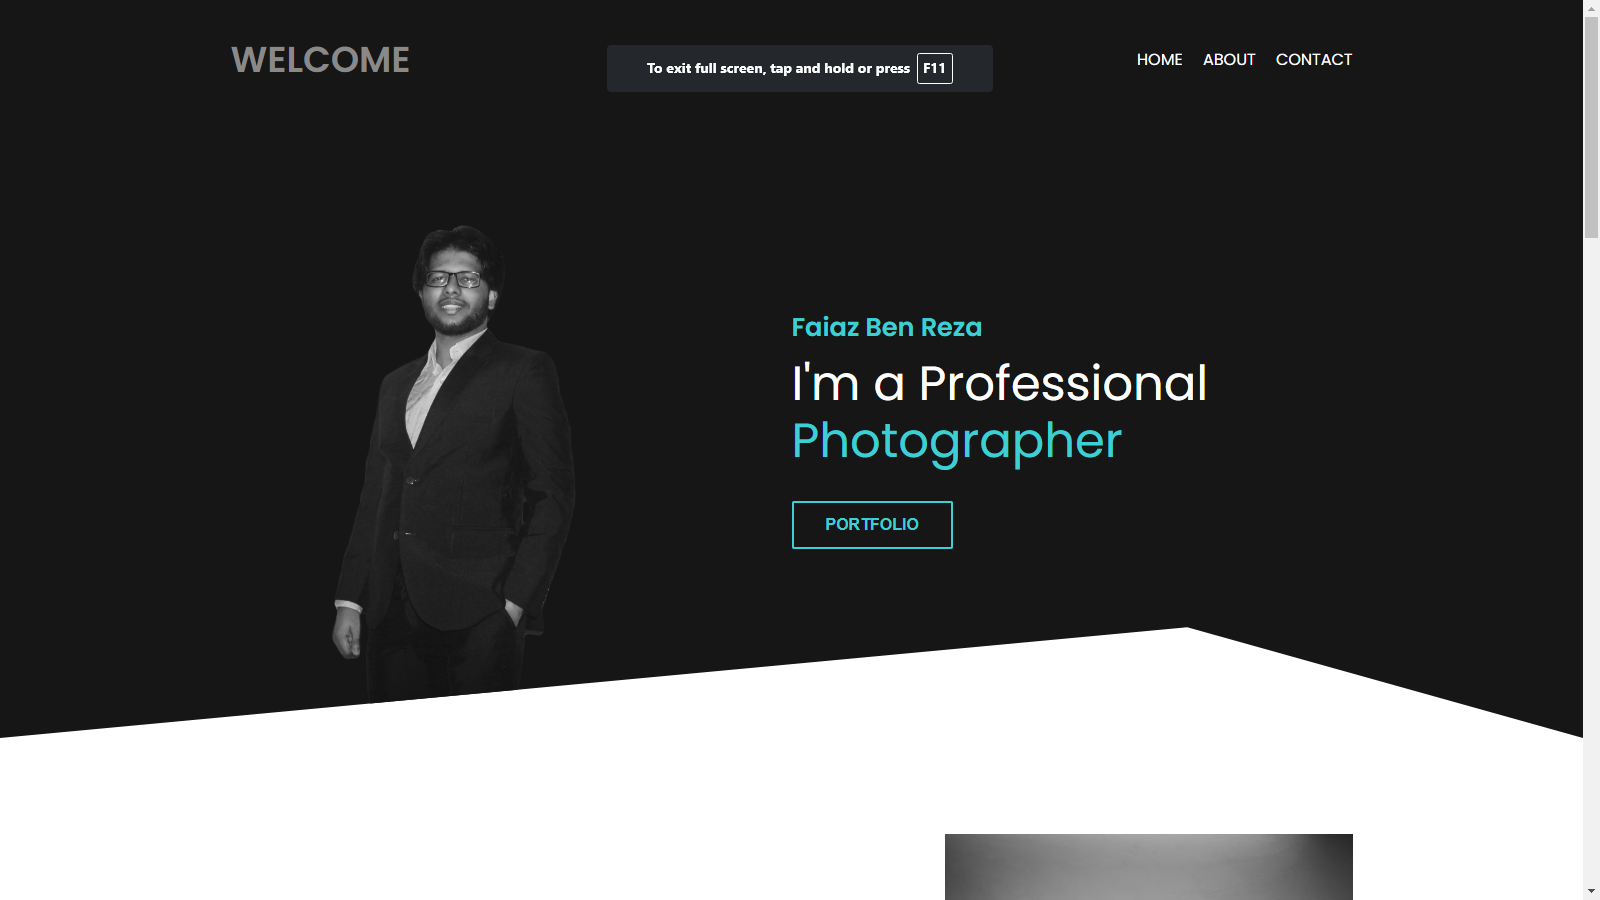 WELCOME
To exit full screen, tap and hold or press F11
HOME ABOUT CONTACT
Faiaz Ben Reza
I'm a Professional
Photographer
PORTFOLIO